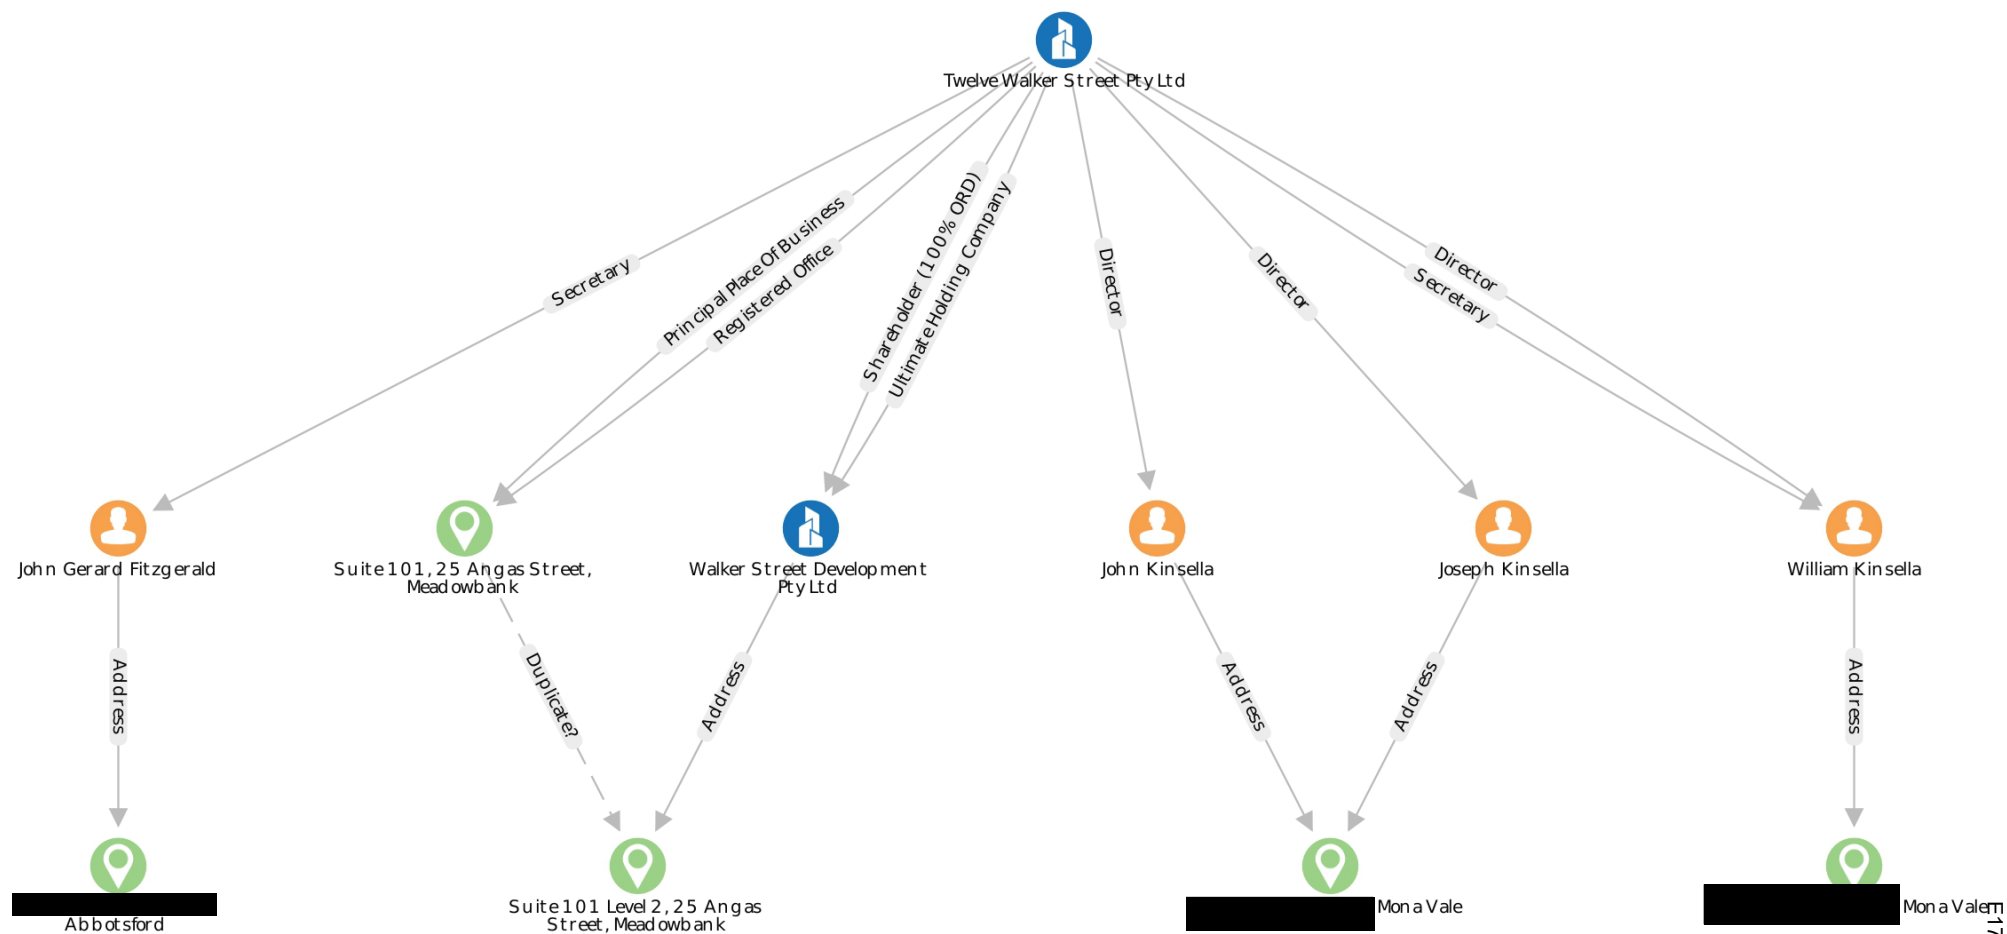 Twelve Walker Street Pty Ltd
Secretary
Principal Place Of Business
Registered Office
Shareholder (100% ORD)
Ultimate Holding Company
Director
Director
Director
Secretary
John Gerard Fitzgerald
Suite 101, 25 Angas Street,
Meadowbank
Walker Street Development
Pty Ltd
John Kinsella
Joseph Kinsella
William Kinsella
Address
Duplicate?
Address
Address
Address
Address
Abbotsford
Suite 101 Level 2, 25 Angas
Street, Meadowbank
Mona Vale
Mona Vale